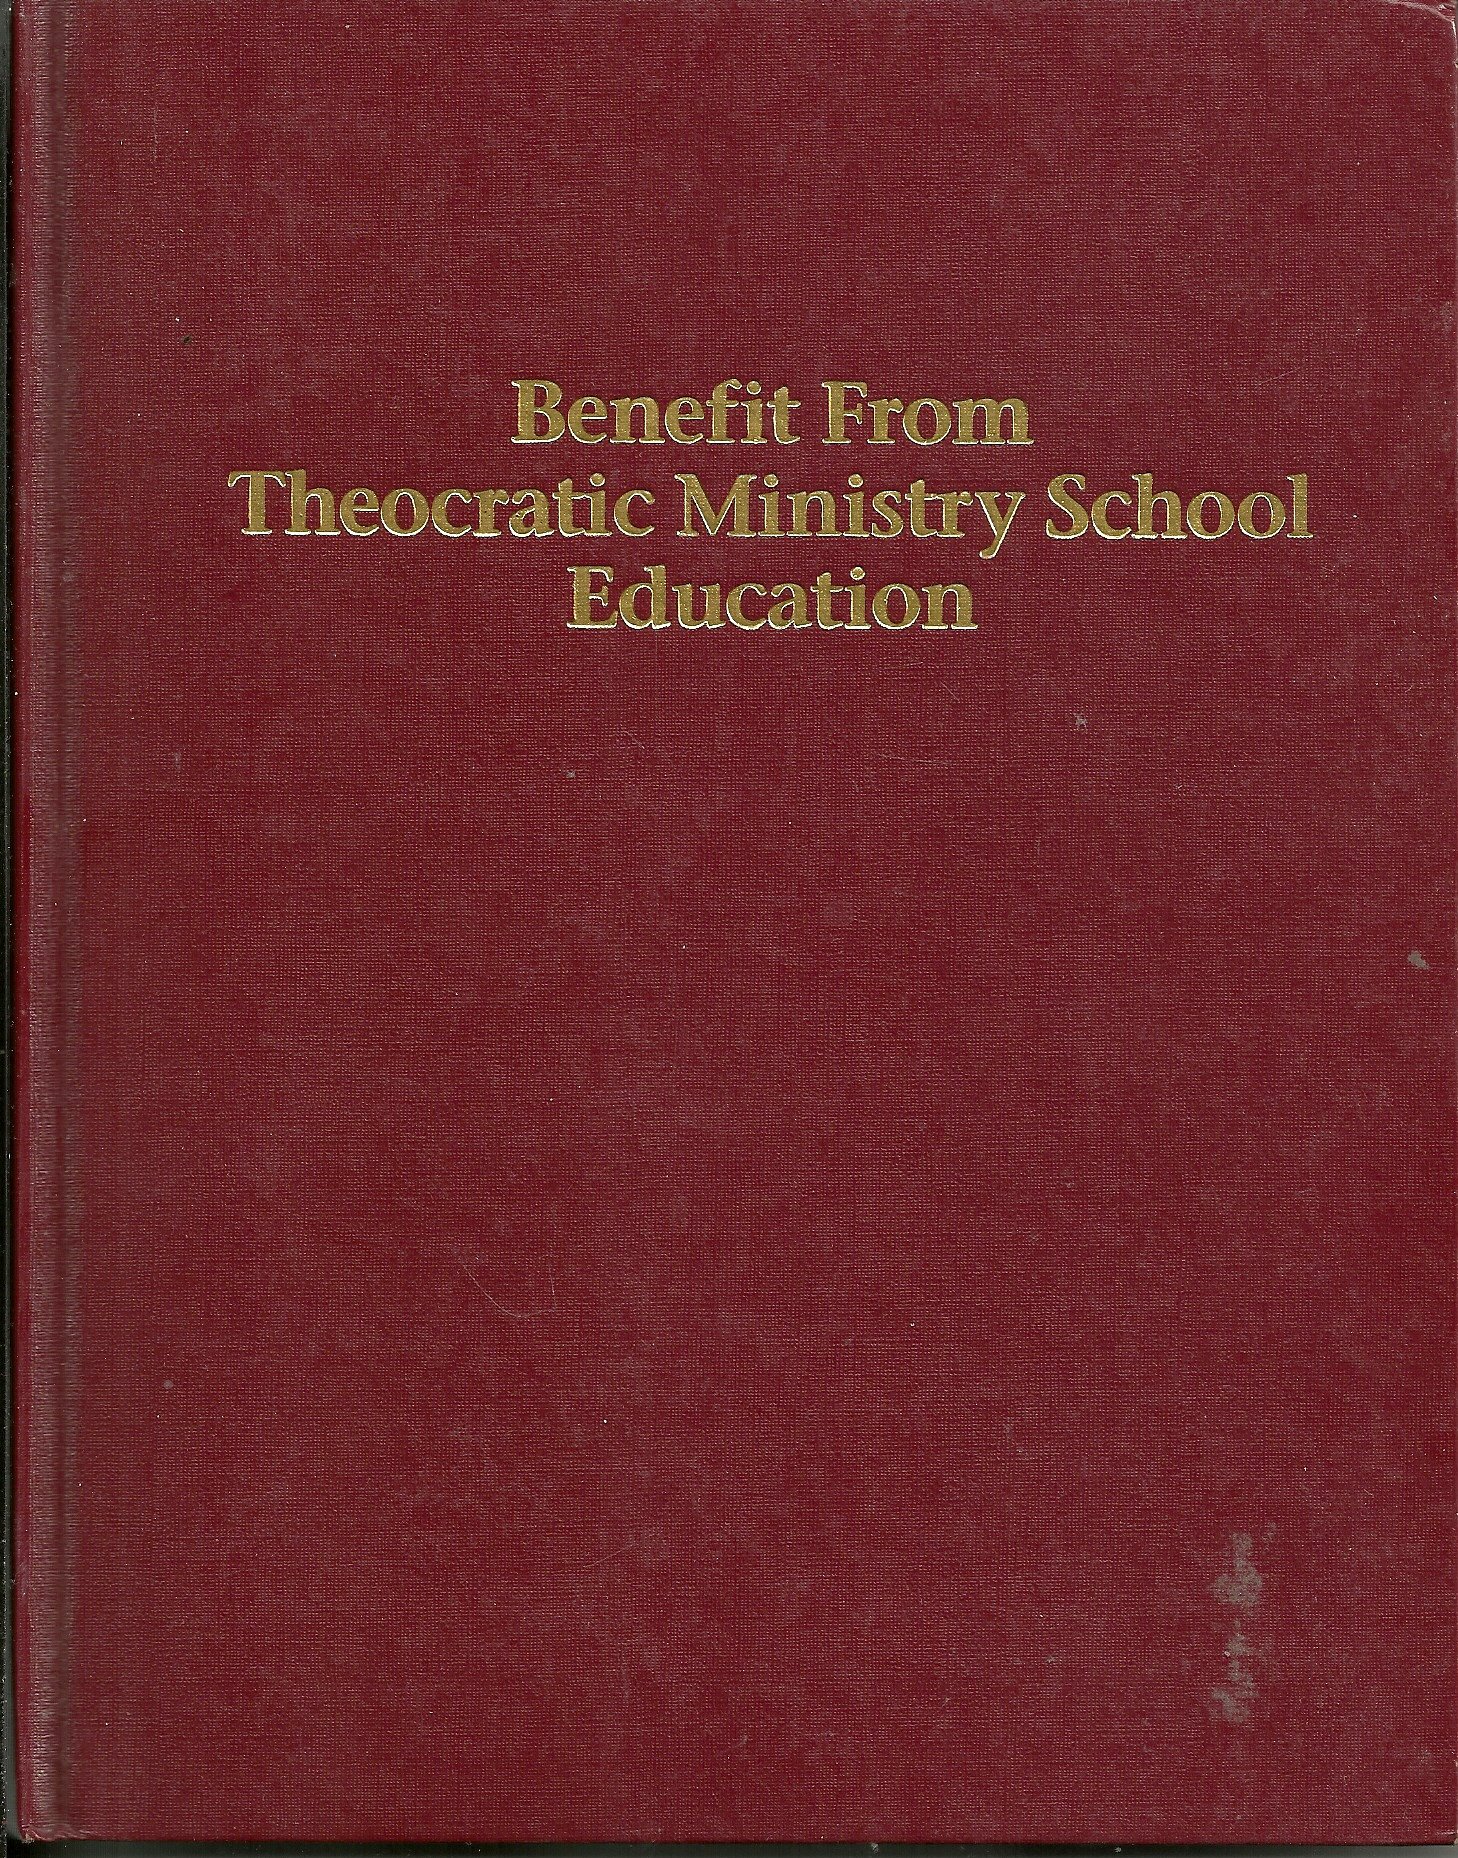 Benefit From
Theocratic Ministry School
Education